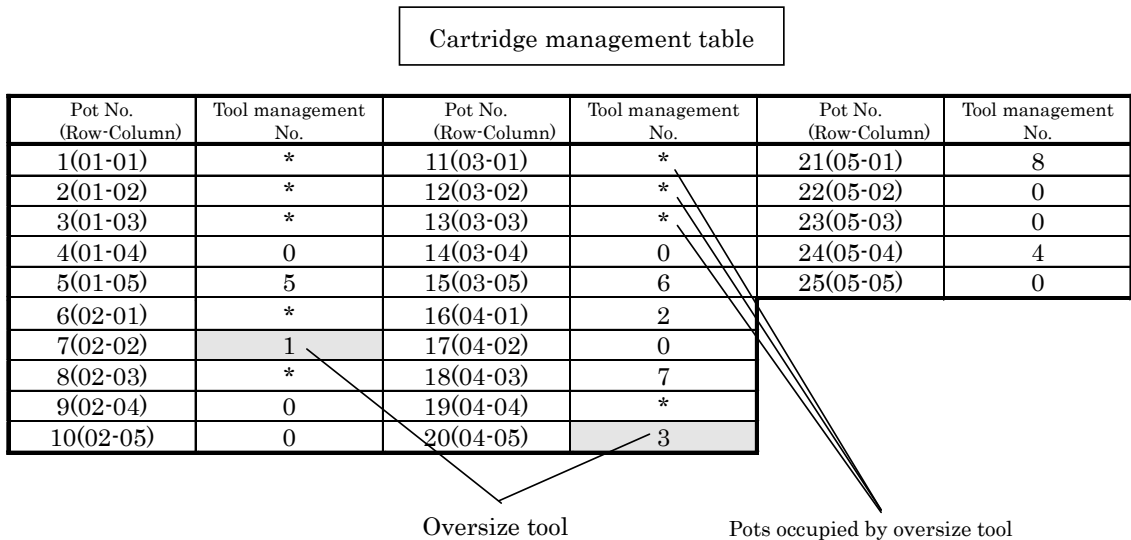 Cartridge management table
Pot No. (Row-Column) Tool management No. Pot No. (Row-Column) Tool management No. Pot No. (Row-Column) Tool management No.
1(01-01) * 11(03-01) * 21(05-01) 8
2(01-02) * 12(03-02) * 22(05-02) 0
3(01-03) * 13(03-03) * 23(05-03) 0
4(01-04) 0 14(03-04) 0 24(05-04) 4
5(01-05) 5 15(03-05) 6 25(05-05) 0
6(02-01) * 16(04-01) 2
7(02-02) 1 17(04-02) 0
8(02-03) * 18(04-03) 7
9(02-04) 0 19(04-04) *
10(02-05) 0 20(04-05) 3
Oversize tool Pots occupied by oversize tool